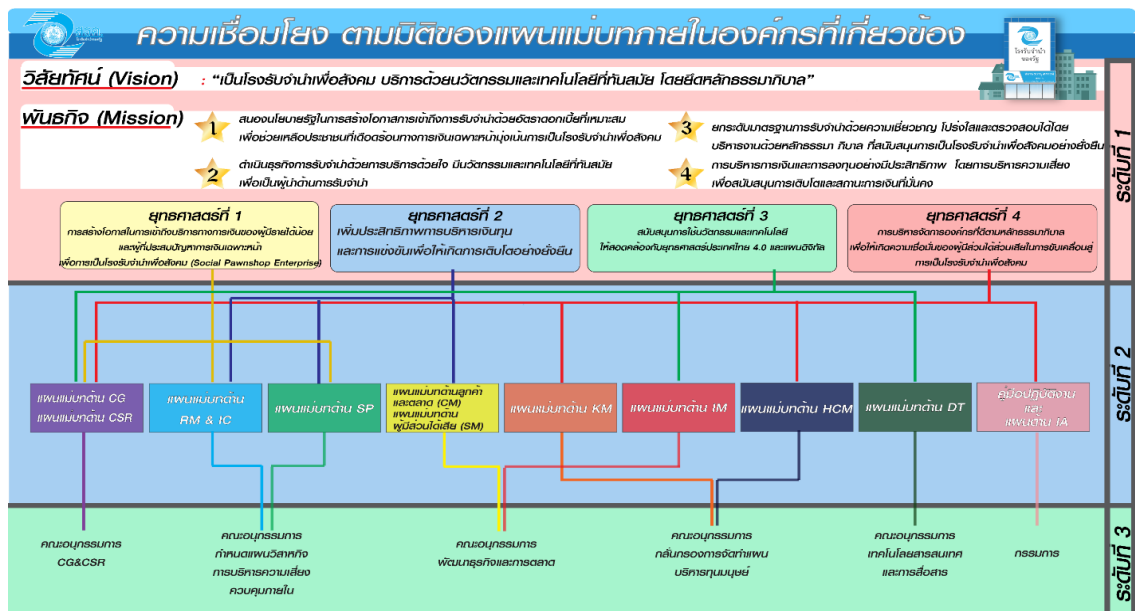 สธค.
ความเชื่อมโยง ตามมิติของแผนแม่บทภายในองค์กรที่เกี่ยวข้อง
โรงรับจำนำ
ของรัฐ
วิสัยทัศน์ (Vision) : “เป็นโรงรับจำนำเพื่อสังคม บริการด้วยนวัตกรรมและเทคโนโลยีที่ทันสมัย โดยยึดหลักธรรมาภิบาล”
พันธกิจ (Mission)
1
สนองนโยบายรัฐในการสร้างโอกาสการเข้าถึงการรับจำนำด้วยอัตราดอกเบี้ยที่เหมาะสม
เพื่อช่วยเหลือประชาชนที่เดือดร้อนทางการเงินเฉพาะหน้ามุ่งเน้นการเป็นโรงรับจำนำเพื่อสังคม
2
ดำเนินธุรกิจการรับจำนำด้วยการบริการด้วยใจ มีนวัตกรรมและเทคโนโลยีที่ทันสมัย
เพื่อเป็นผู้นำด้านการรับจำนำ
3
ยกระดับมาตรฐานการรับจำนำด้วยความเชี่ยวชาญ โปร่งใสและตรวจสอบได้โดย
บริหารงานด้วยหลักธรรมา ภิบาล ที่สนับสนุนการเป็นโรงรับจำนำเพื่อสังคมอย่างยั่งยืน
4
การบริหารการเงินและการลงทุนอย่างมีประสิทธิภาพ โดยการบริหารความเสี่ยง
เพื่อสนับสนุนการเติบโตและสถานะการเงินที่มั่นคง
ระดับที่ 1
ยุทธศาสตร์ที่ 1
การสร้างโอกาสในการเข้าถึงบริการทางการเงินของผู้มีรายได้น้อย
และผู้ที่ประสบปัญหาการเงินเฉพาะหน้า
เพื่อการเป็นโรงรับจำนำเพื่อสังคม (Social Pawnshop Enterprise)
ยุทธศาสตร์ที่ 2
เพิ่มประสิทธิภาพการบริหารเงินทุน
และการแข่งขันเพื่อให้เกิดการเติบโตอย่างยั่งยืน
ยุทธศาสตร์ที่ 3
สนับสนุนการใช้นวัตกรรมและเทคโนโลยี
ให้สอดคล้องกับยุทธศาสตร์ประเทศไทย 4.0 และแผนดิจิทัล
ยุทธศาสตร์ที่ 4
การบริหารจัดการองค์กรที่ดีตามหลักธรรมาภิบาล
เพื่อให้เกิดความเชื่อมั่นของผู้มีส่วนได้ส่วนเสียในการขับเคลื่อนสู่
การเป็นโรงรับจำนำเพื่อสังคม
ระดับที่ 2
แผนแม่บทด้าน CG
แผนแม่บทด้าน CSR
แผนแม่บทด้าน
RM & IC
แผนแม่บทด้าน SP
แผนแม่บทด้านลูกค้า
และตลาด (CM)
แผนแม่บทด้าน
ผู้มีส่วนได้เสีย (SM)
แผนแม่บทด้าน KM
แผนแม่บทด้าน IM
แผนแม่บทด้าน HCM
แผนแม่บทด้าน DT
คู่มือปฏิบัติงาน
และ
แผนด้าน IA
ระดับที่ 3
คณะอนุกรรมการ
CG&CSR
คณะอนุกรรมการ
กำหนดแผนวิสาหกิจ
การบริหารความเสี่ยง
ควบคุมภายใน
คณะอนุกรรมการ
พัฒนาธุรกิจและการตลาด
คณะอนุกรรมการ
กลั่นกรองการจัดทำแผน
บริหารทุนมนุษย์
คณะอนุกรรมการ
เทคโนโลยสารสนเทศ
และการสื่อสาร
กรรมการ